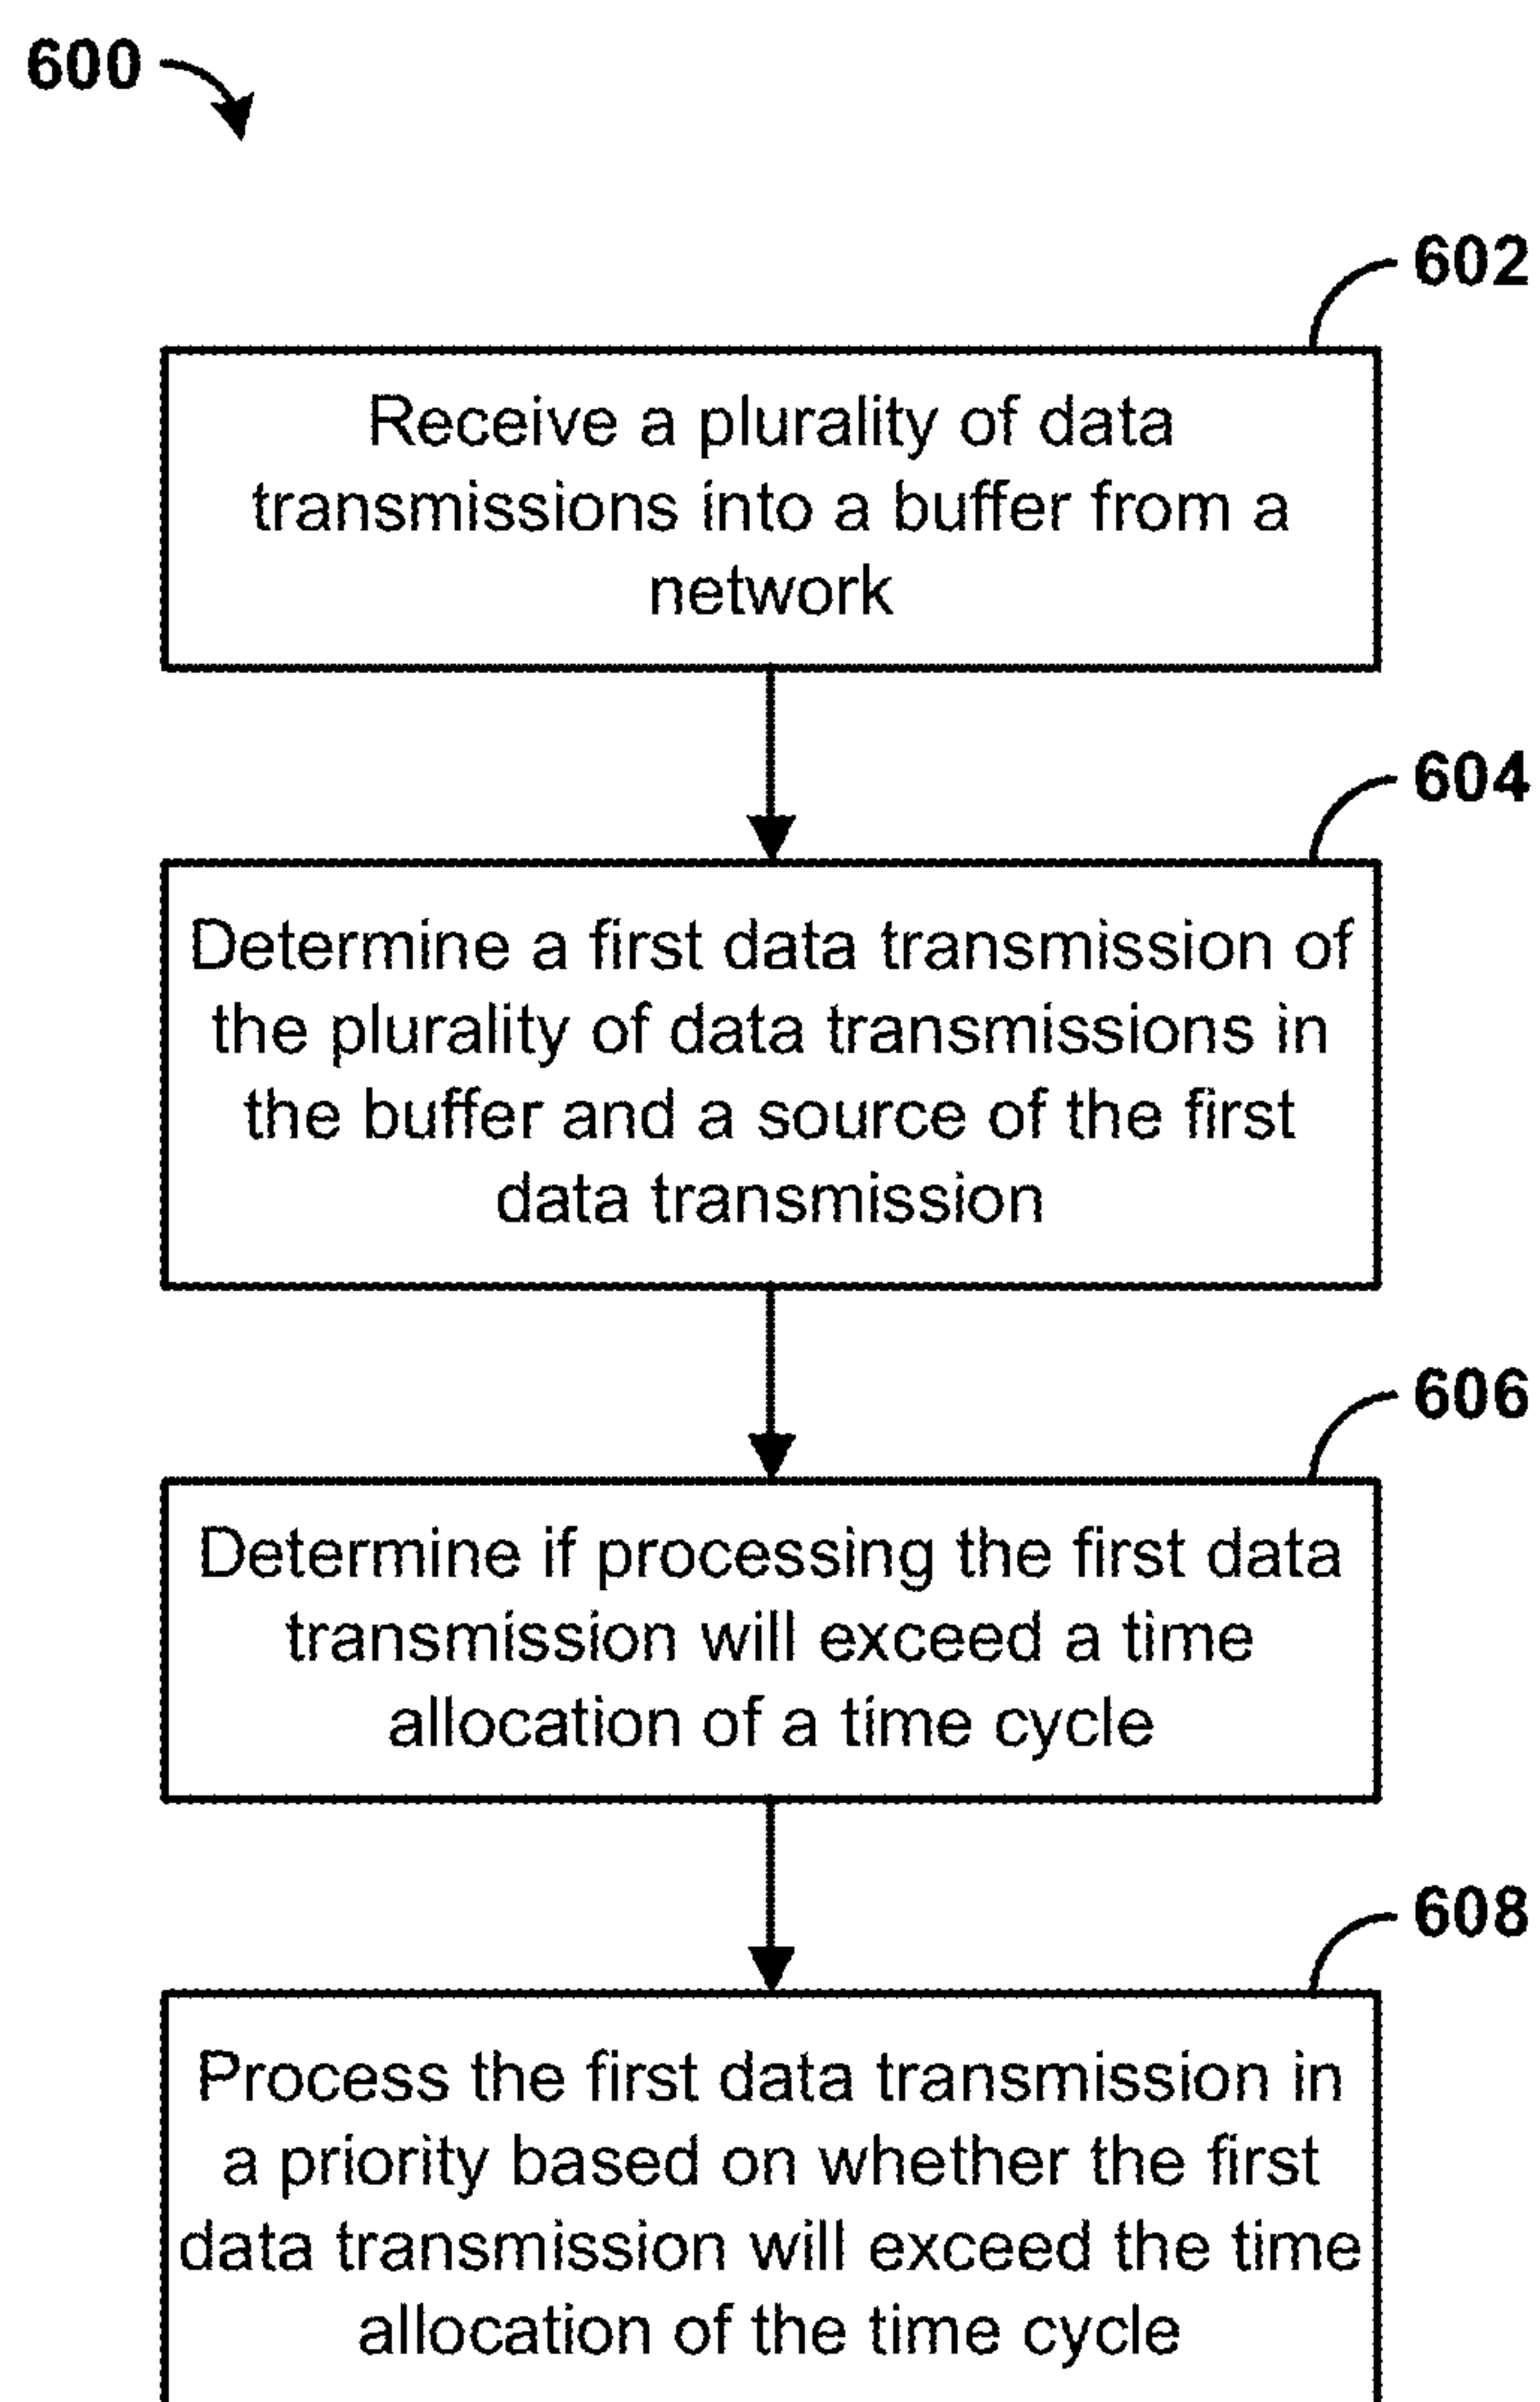 600
602
Receive a plurality of data
transmissions into a buffer from a
network
604
Determine a first data transmission of
the plurality of data transmissions in
the buffer and a source of the first
data transmission
606
Determine if processing the first data
transmission will exceed a time
allocation of a time cycle
608
Process the first data transmission in
a priority based on whether the first
data transmission will exceed the time
allocation of the time cycle